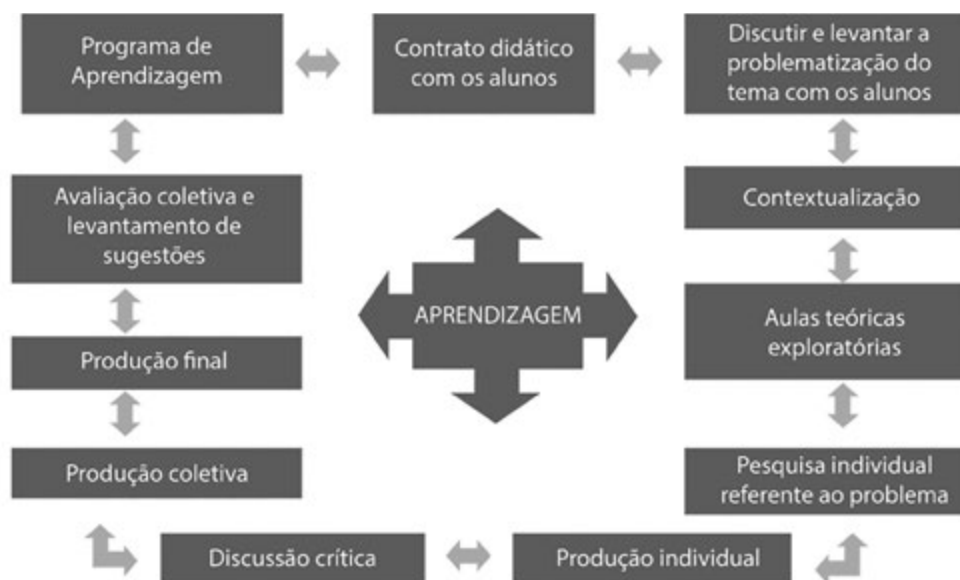 Programa de
Aprendizagem
Contrato didático
com os alunos
Discutir e levantar a
problematização do
tema com os alunos
Avaliação coletiva e
levantamento de
sugestões
Contextualização
APRENDIZAGEM
Aulas teóricas
exploratórias
Produção final
Produção coletiva
Pesquisa individual
referente ao problema
Discussão crítica
Produção individual